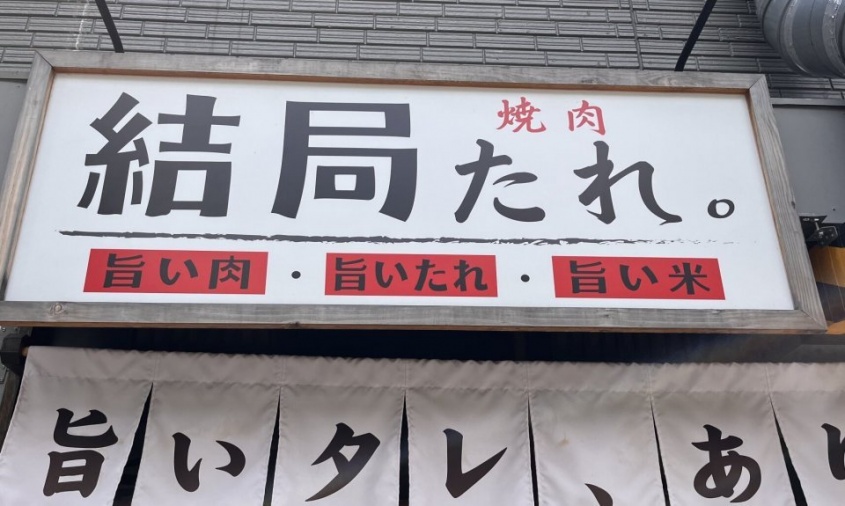 焼肉
結局たれ。
旨い肉・旨いたれ・旨い米
旨いタレ、あ